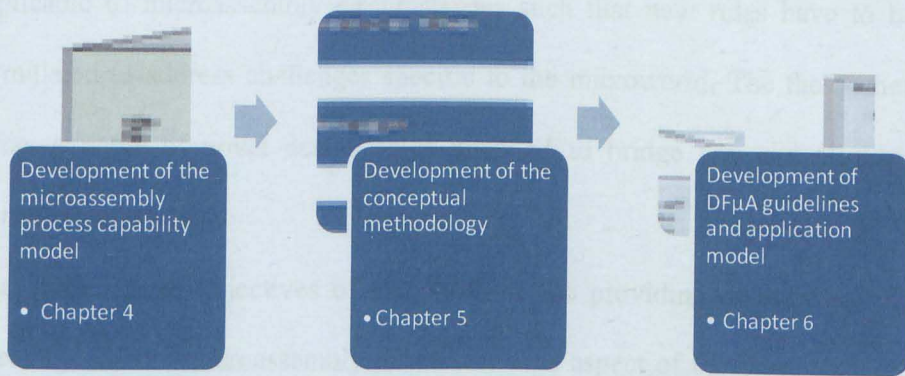 Development of the
microassembly
process capability
model
• Chapter 4
Development of the
conceptual
methodology
• Chapter 5
Development of
DFμA guidelines
and application
model
• Chapter 6